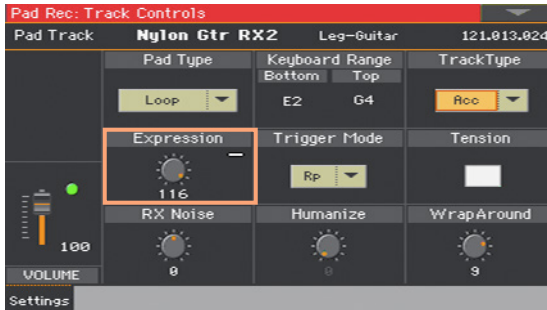 Pad Rec: Track Controls
Pad Track Nylon Gtr RX2 Leg-Guitar 121.013.024
Pad Type Keyboard Range TrackType
Bottom Top
Loop E2 G4 Acc
Expression Trigger Mode Tension
Rp
116
RX Noise Humanize WrapAround
100
0 0 9
VOLUME
Settings